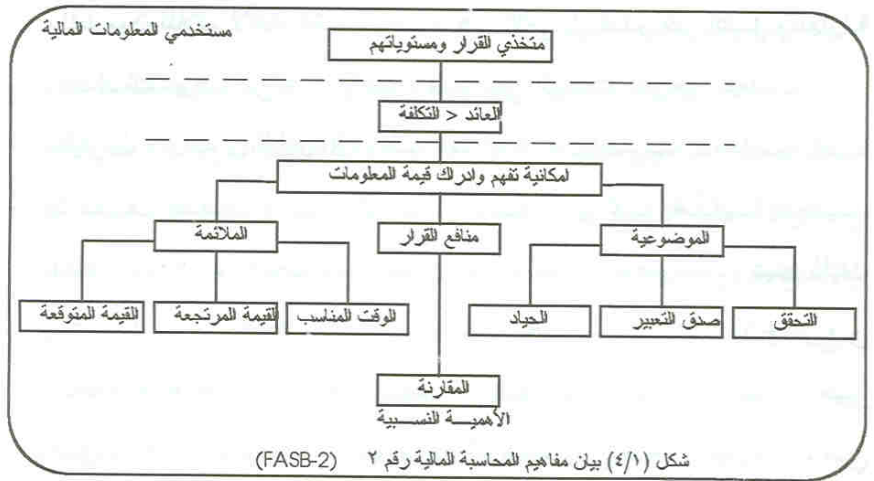 مستخدمي المعلومات المالية
متخذي القرار ومستوياتهم
العائد < التكلفة
امكانية تفهم وادراك قيمة المعلومات
الموضوعية
منافع القرار
الملائمة
التحقق
صدق التعبير
الحياد
الوقت المناسب
القيمة المرتجعة
القيمة المتوقعة
المقارنة
الأهميـــة النســـبية
شكل (٤/١) بيان مفاهيم المحاسبة المالية رقم ٢ (FASB-2)